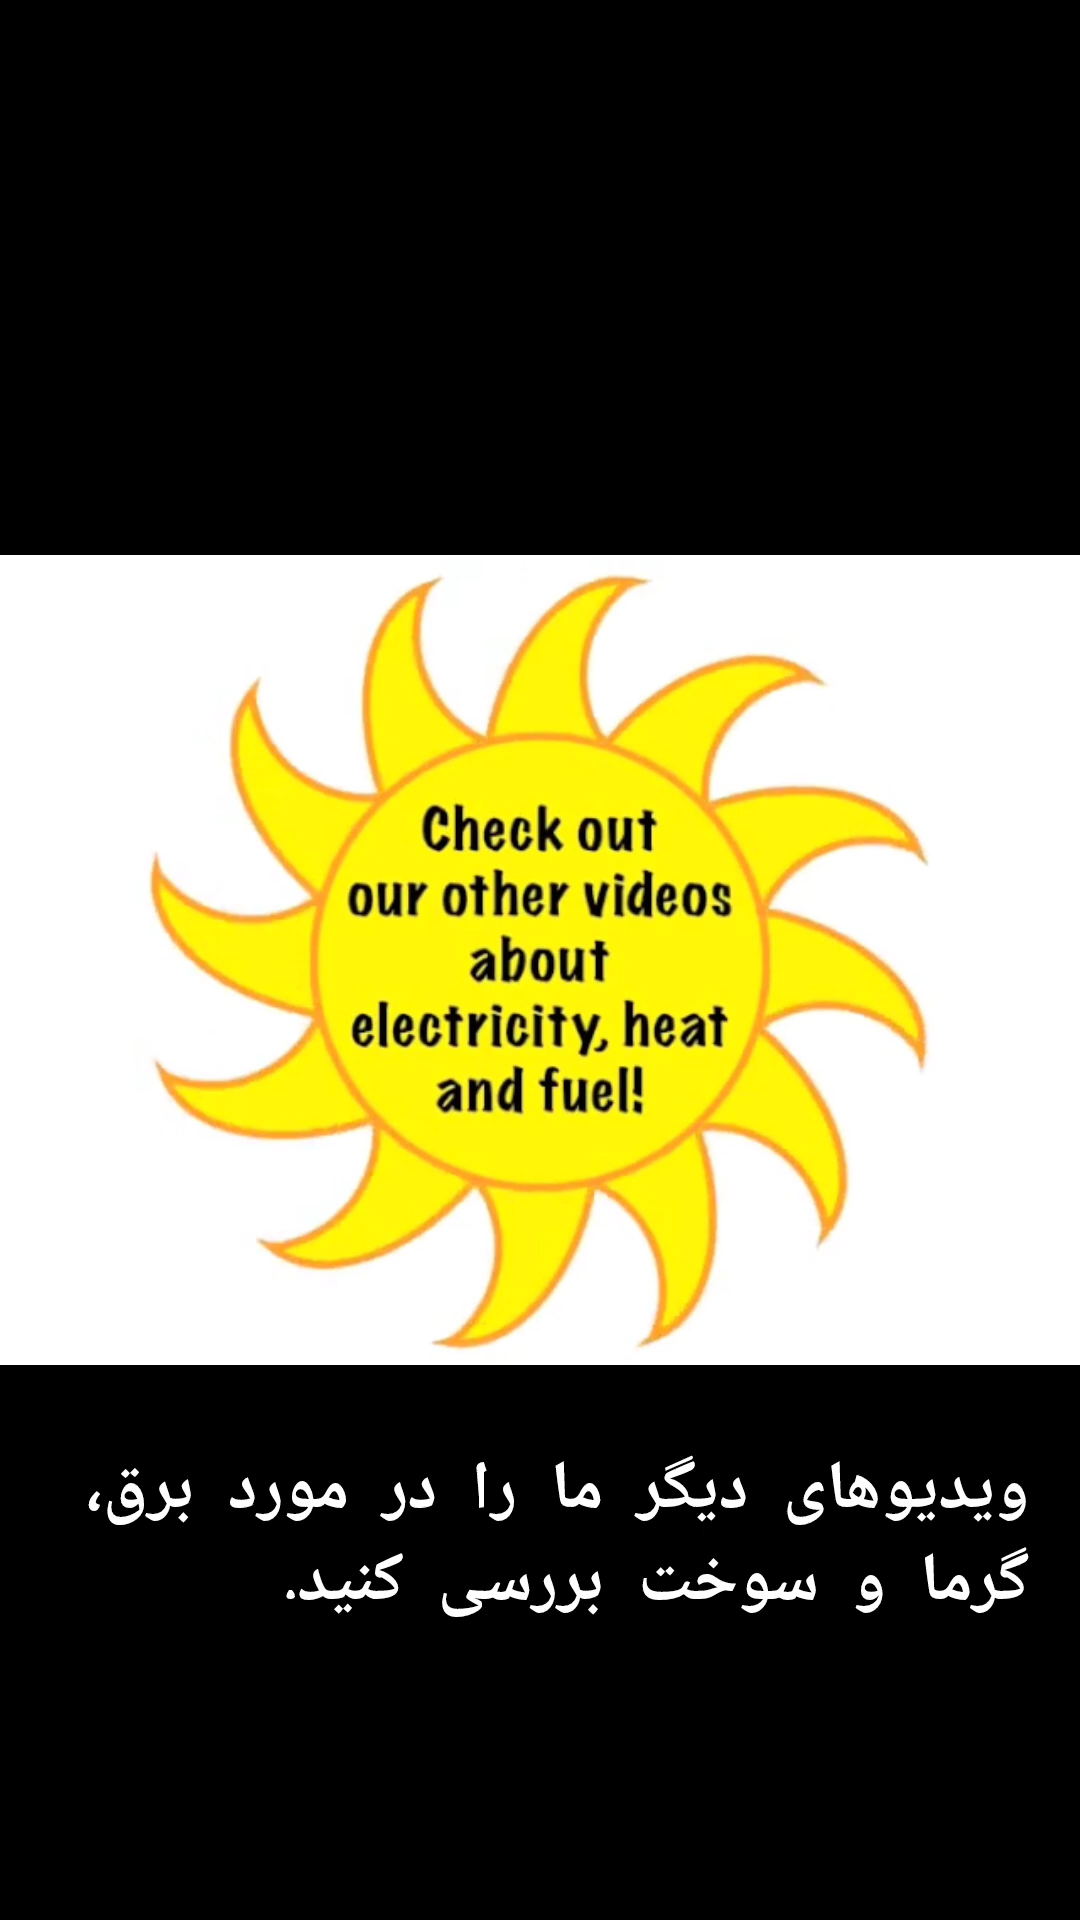 Check out
our other videos
about
electricity, heat
and fuel!
ویدیوهای دیگر ما را در مورد برق،
گرما و سوخت بررسی کنید.